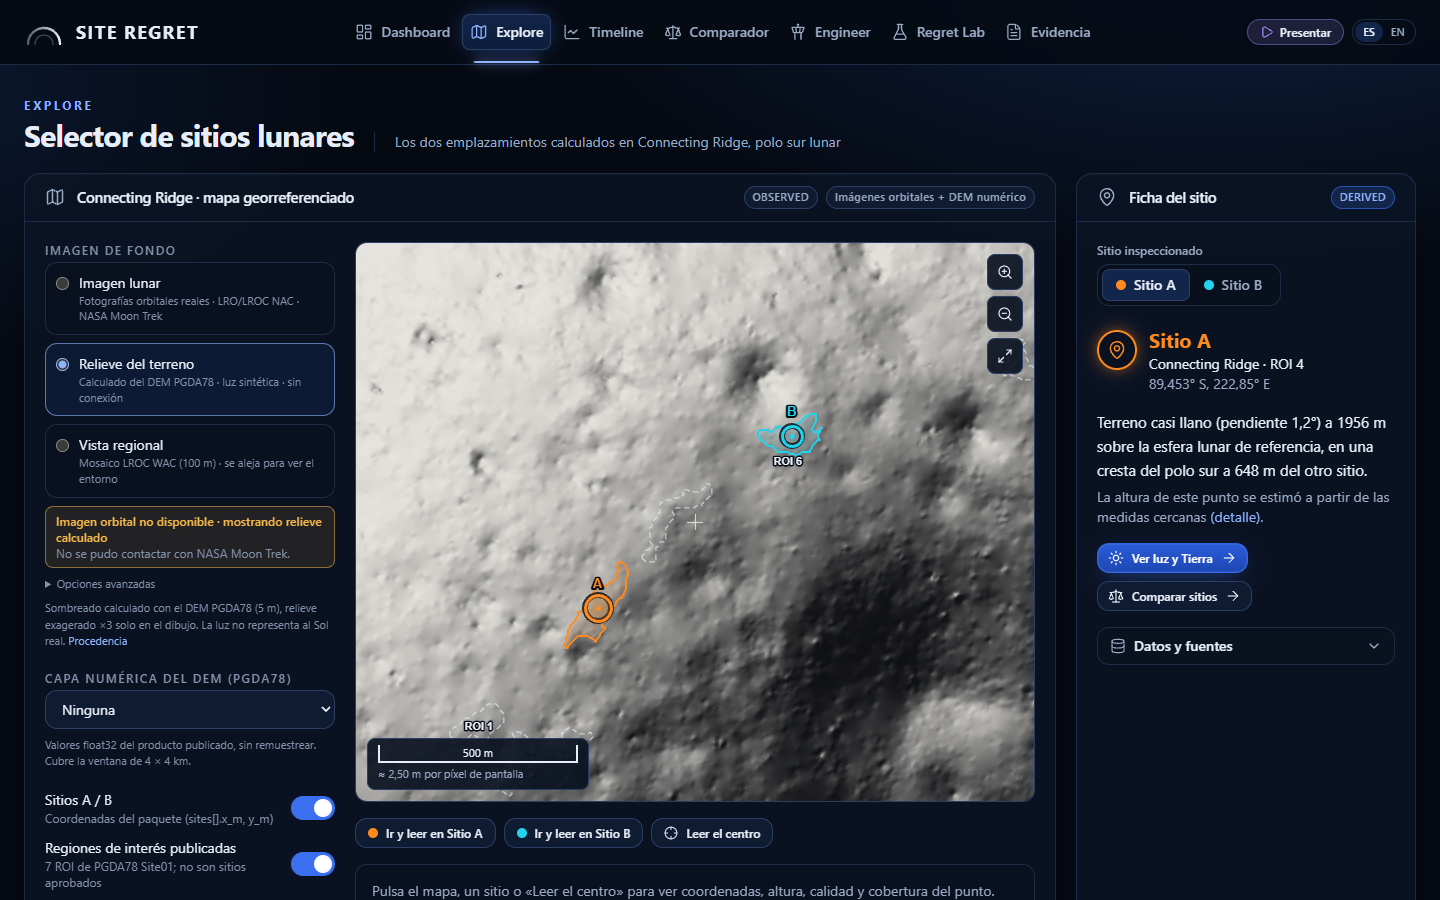 SITE REGRET
Dashboard
Explore
Timeline
Comparador
Engineer
Regret Lab
Evidencia
Presentar
ES
EN
EXPLORE
Selector de sitios lunares
Los dos emplazamientos calculados en Connecting Ridge, polo sur lunar
Connecting Ridge · mapa georreferenciado
OBSERVED
Imágenes orbitales + DEM numérico
IMAGEN DE FONDO
Imagen lunar
Fotografías orbitales reales · LRO/LROC NAC ·
NASA Moon Trek
Relieve del terreno
Calculado del DEM PGDA78 · luz sintética · sin
conexión
Vista regional
Mosaico LROC WAC (100 m) · se aleja para ver el
entorno
Imagen orbital no disponible · mostrando relieve
calculado
No se pudo contactar con NASA Moon Trek.
Opciones avanzadas
Sombreado calculado con el DEM PGDA78 (5 m), relieve
exagerado ×3 solo en el dibujo. La luz no representa al Sol
real. Procedencia
CAPA NUMÉRICA DEL DEM (PGDA78)
Ninguna
Valores float32 del producto publicado, sin remuestrear.
Cubre la ventana de 4 × 4 km.
Sitios A / B
Coordenadas del paquete (sites[].x_m, y_m)
Regiones de interés publicadas
7 ROI de PGDA78 Site01; no son sitios
aprobados
B
ROI 6
A
ROI 1
500 m
≈ 2,50 m por píxel de pantalla
Ir y leer en Sitio A
Ir y leer en Sitio B
Leer el centro
Pulsa el mapa, un sitio o «Leer el centro» para ver coordenadas, altura, calidad y cobertura del punto.
Ficha del sitio
DERIVED
Sitio inspeccionado
Sitio A
Sitio B
Sitio A
Connecting Ridge · ROI 4
89,453° S, 222,85° E
Terreno casi llano (pendiente 1,2°) a 1956 m
sobre la esfera lunar de referencia, en una
cresta del polo sur a 648 m del otro sitio.
La altura de este punto se estimó a partir de las
medidas cercanas (detalle).
Ver luz y Tierra
Comparar sitios
Datos y fuentes